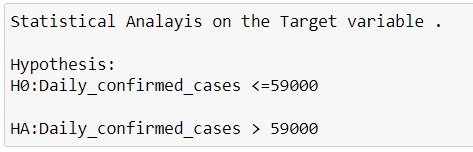 Statistical Analayis on the Target variable .
Hypothesis:
H0:Daily_confirmed_cases <=59000
HA:Daily_confirmed_cases > 59000